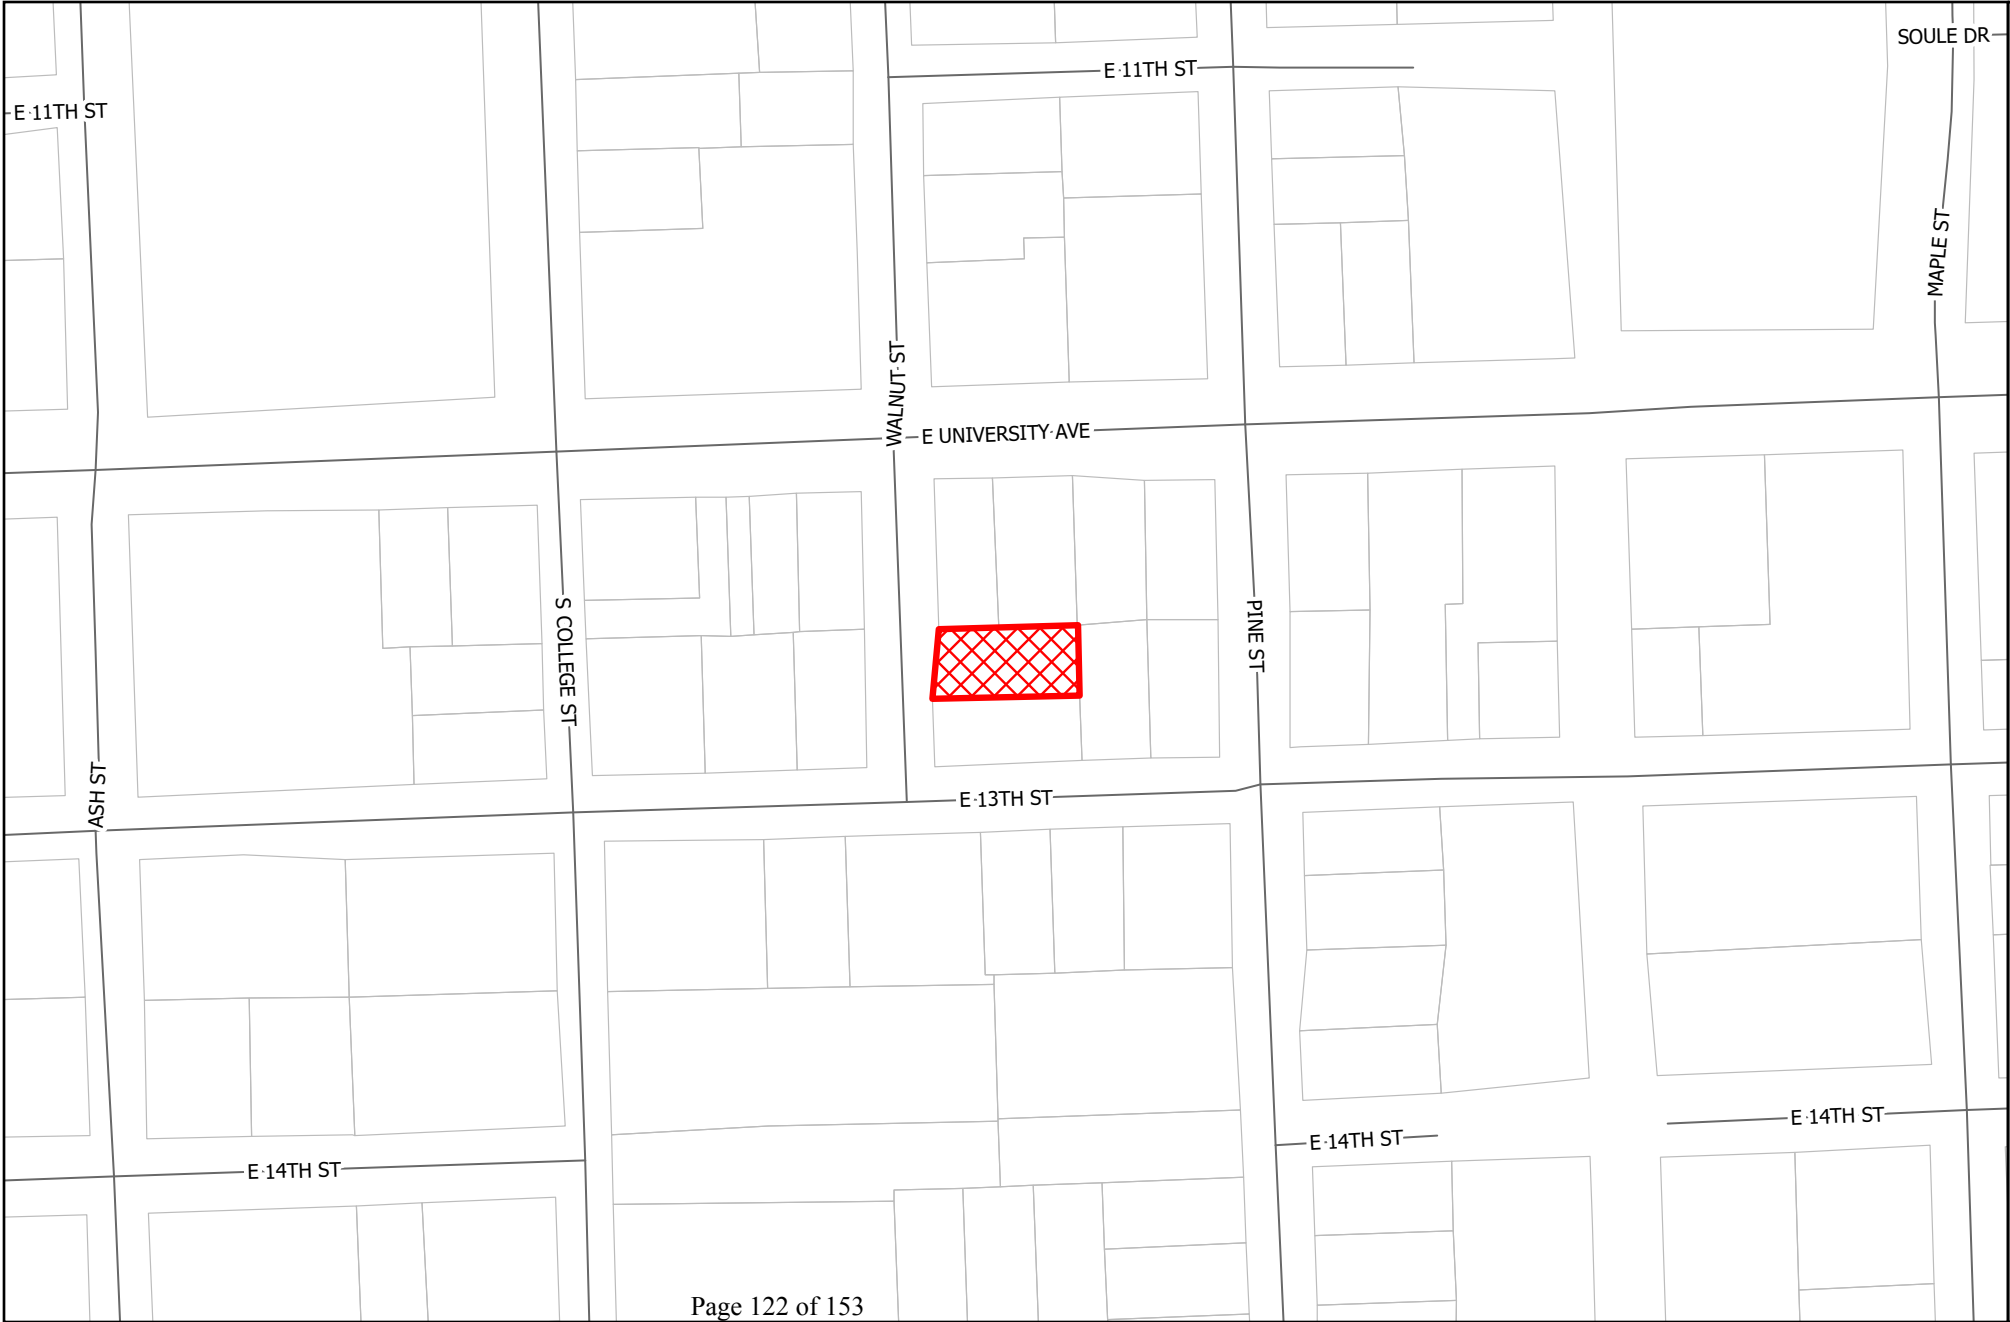 SOULE DR
E 11TH ST
E 11TH ST
MAPLE ST
WALNUT ST
E UNIVERSITY AVE
S COLLEGE ST
PINE ST
ASH ST
E 13TH ST
E 14TH ST
E 14TH ST
E 14TH ST
Page 122 of 153